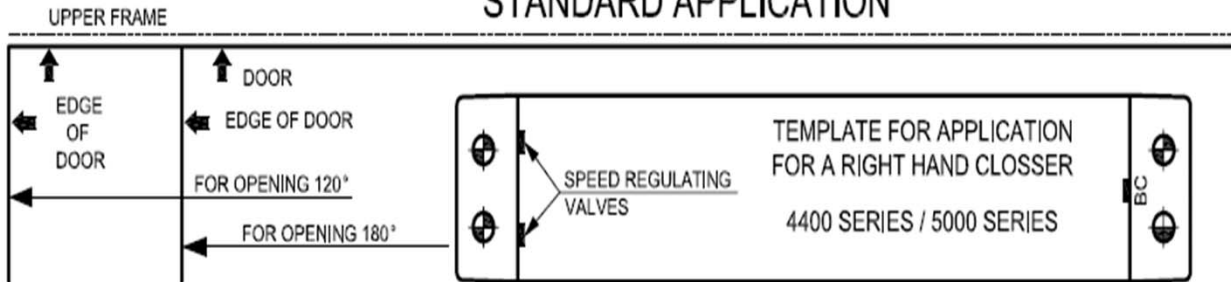 STANDARD APPLICATION
UPPER FRAME
DOOR
EDGE
OF
DOOR
EDGE OF DOOR
FOR OPENING 120°
FOR OPENING 180°
SPEED REGULATING
VALVES
TEMPLATE FOR APPLICATION
FOR A RIGHT HAND CLOSSER
4400 SERIES / 5000 SERIES
BC